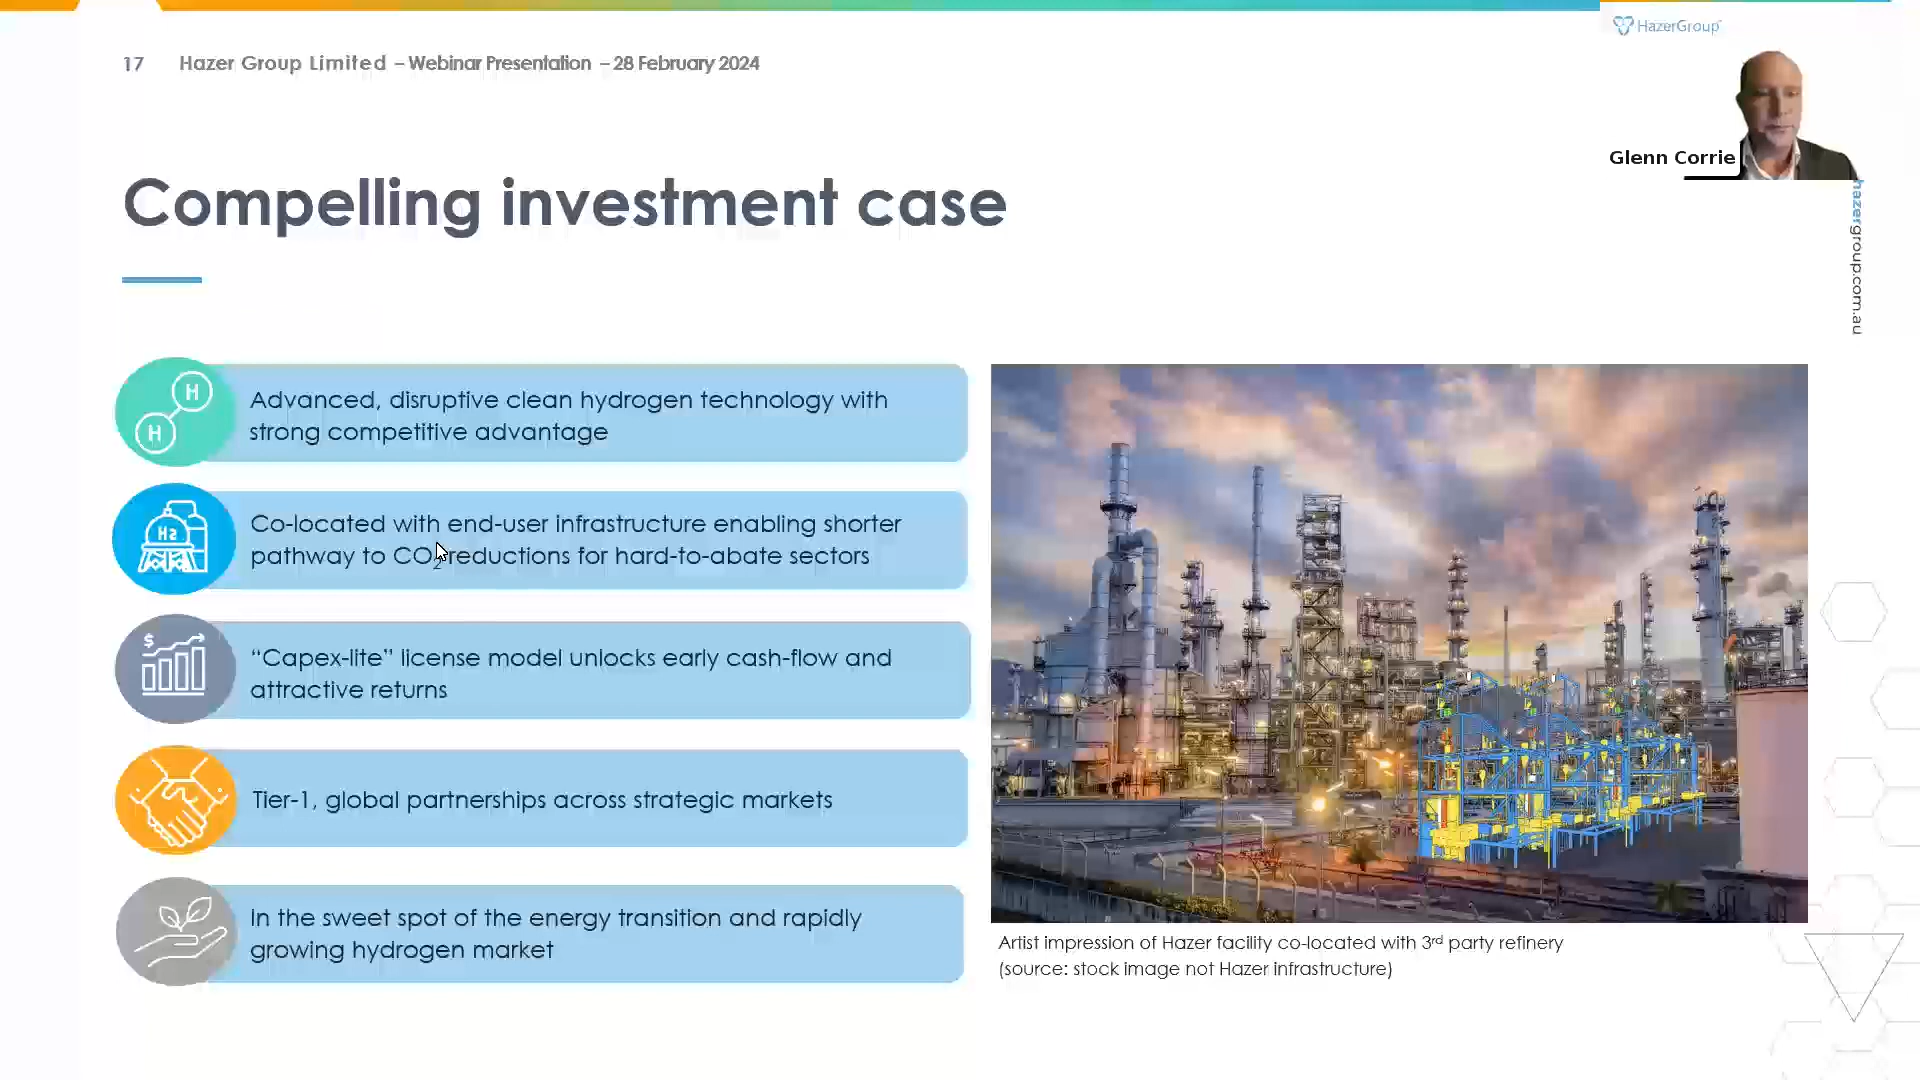 HazerGroup
17 Hazer Group Limited – Webinar Presentation – 28 February 2024
Glenn Corrie
hazergroup.com.au
Compelling investment case
H
H
Advanced, disruptive clean hydrogen technology with
strong competitive advantage
H2
Co-located with end-user infrastructure enabling shorter
pathway to CO2 reductions for hard-to-abate sectors
$
“Capex-lite” license model unlocks early cash-flow and
attractive returns
Tier-1, global partnerships across strategic markets
In the sweet spot of the energy transition and rapidly
growing hydrogen market
Artist impression of Hazer facility co-located with 3rd party refinery
(source: stock image not Hazer infrastructure)